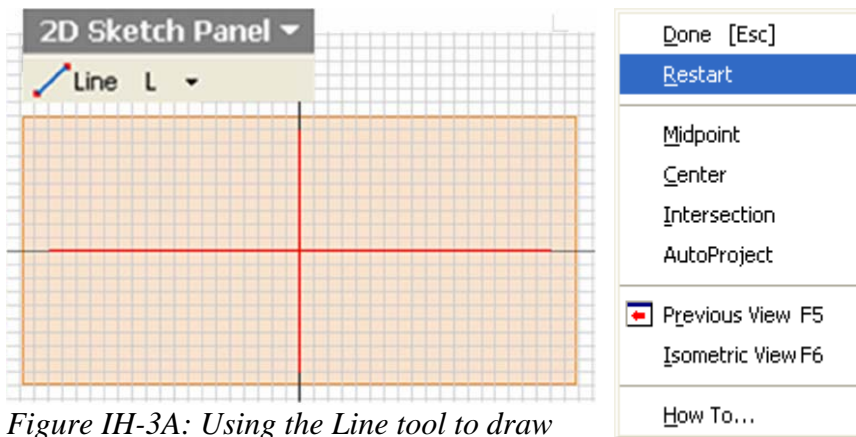 2D Sketch Panel
Line L
Figure IH-3A: Using the Line tool to draw
Done [Esc]
Restart
Midpoint
Center
Intersection
AutoProject
Previous View F5
Isometric View F6
How To...